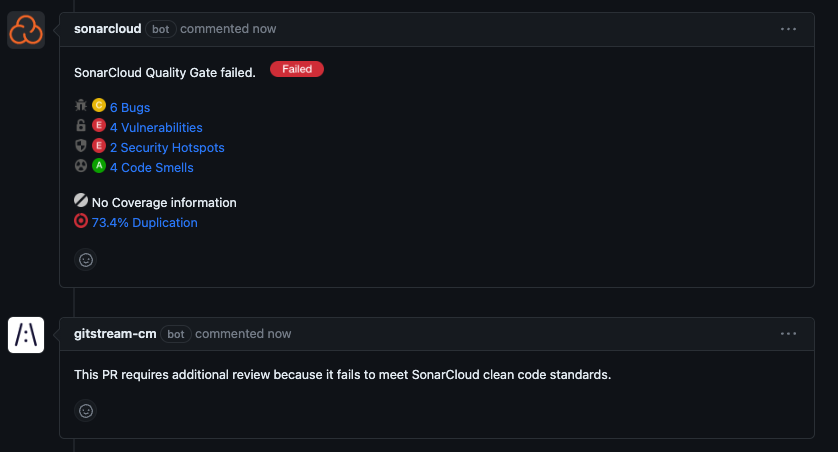 sonarcloud bot commented now
SonarCloud Quality Gate failed. Failed
C 6 Bugs
E 4 Vulnerabilities
E 2 Security Hotspots
A 4 Code Smells
No Coverage information
73.4% Duplication
gitstream-cm bot commented now
This PR requires additional review because it fails to meet SonarCloud clean code standards.